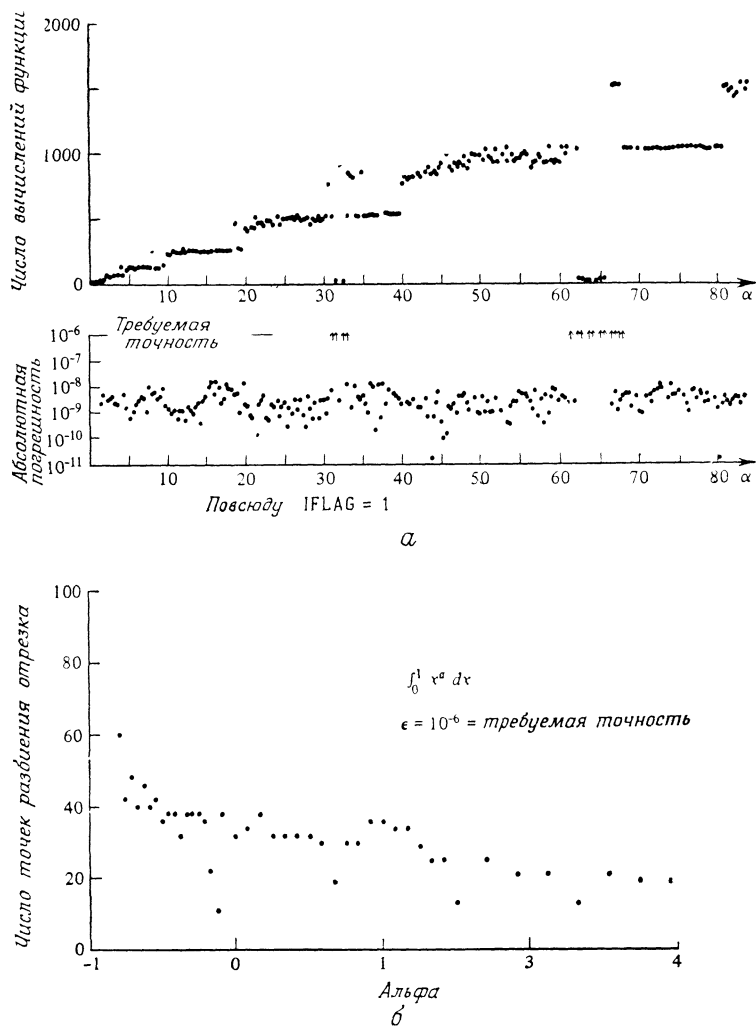 Число вычислений функции
2000
1000
0
10 20 30 40 50 60 70 80 α
Требуемая
точность
Абсолютная
погрешность
10⁻⁶
10⁻⁷
10⁻⁸
10⁻⁹
10⁻¹⁰
10⁻¹¹
10 20 30 40 50 60 70 80 α
Повсюду IFLAG = 1
а
Число точек разбиения отрезка
100
80
60
40
20
0
∫₀¹ xᵅ dx
ϵ = 10⁻⁶ = требуемая точность
-1 0 1 2 3 4
Альфа
б